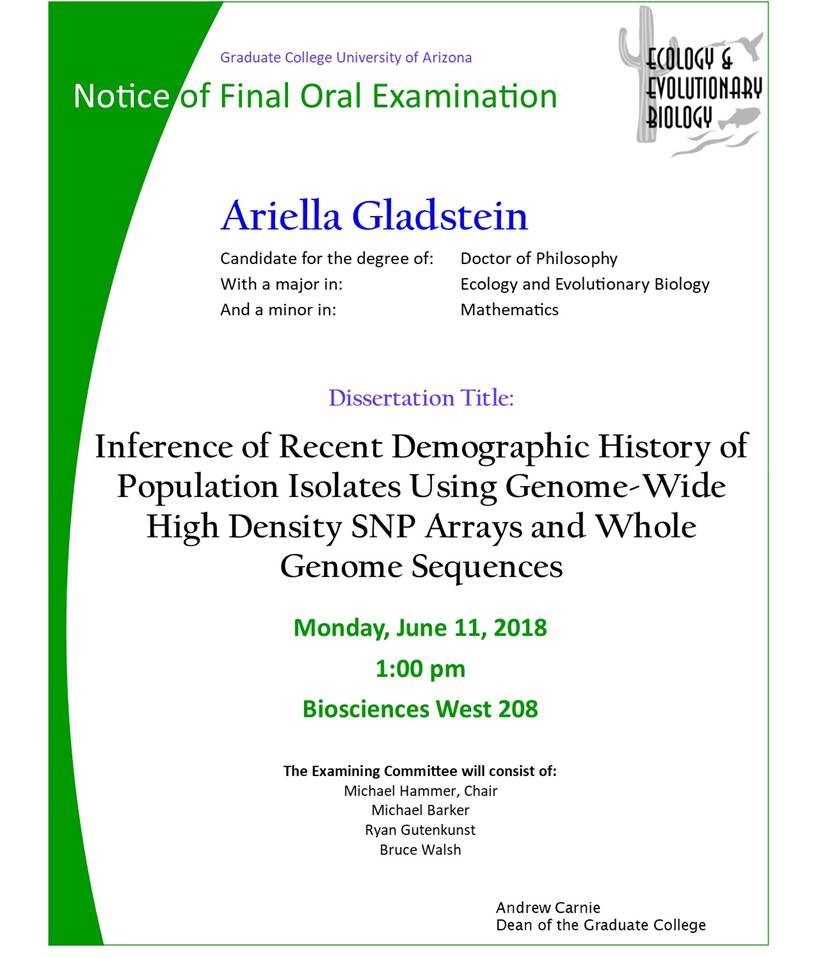 Graduate College University of Arizona
Notice of Final Oral Examination
ECOLOGY &
EVOLUTIONARY
BIOLOGY
Ariella Gladstein
Candidate for the degree of: Doctor of Philosophy
With a major in: Ecology and Evolutionary Biology
And a minor in: Mathematics
Dissertation Title:
Inference of Recent Demographic History of
Population Isolates Using Genome-Wide
High Density SNP Arrays and Whole
Genome Sequences
Monday, June 11, 2018
1:00 pm
Biosciences West 208
The Examining Committee will consist of:
Michael Hammer, Chair
Michael Barker
Ryan Gutenkunst
Bruce Walsh
Andrew Carnie
Dean of the Graduate College